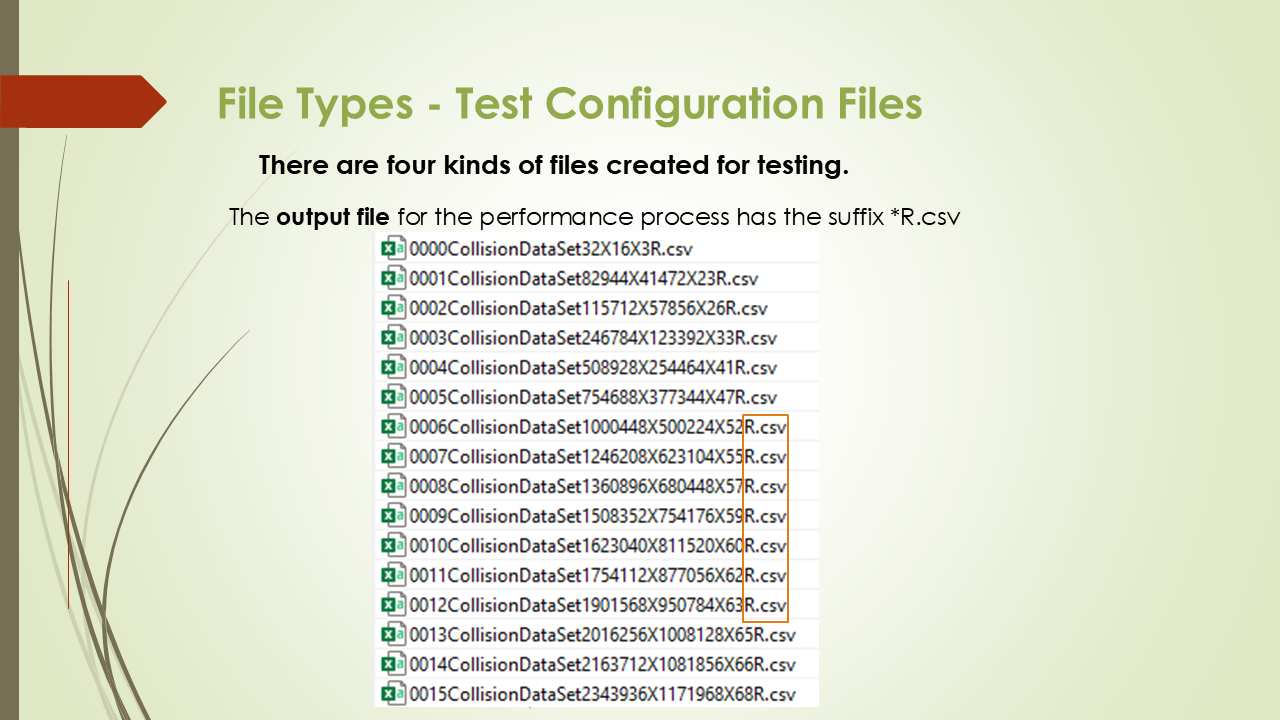 File Types - Test Configuration Files
There are four kinds of files created for testing.
The output file for the performance process has the suffix *R.csv
0000CollisionDataSet32X16X3R.csv
0001CollisionDataSet82944X41472X23R.csv
0002CollisionDataSet115712X57856X26R.csv
0003CollisionDataSet246784X123392X33R.csv
0004CollisionDataSet508928X254464X41R.csv
0005CollisionDataSet754688X377344X47R.csv
0006CollisionDataSet1000448X500224X52R.csv
0007CollisionDataSet1246208X623104X55R.csv
0008CollisionDataSet1360896X680448X57R.csv
0009CollisionDataSet1508352X754176X59R.csv
0010CollisionDataSet1623040X811520X60R.csv
0011CollisionDataSet1754112X877056X62R.csv
0012CollisionDataSet1901568X950784X63R.csv
0013CollisionDataSet2016256X1008128X65R.csv
0014CollisionDataSet2163712X1081856X66R.csv
0015CollisionDataSet2343936X1171968X68R.csv